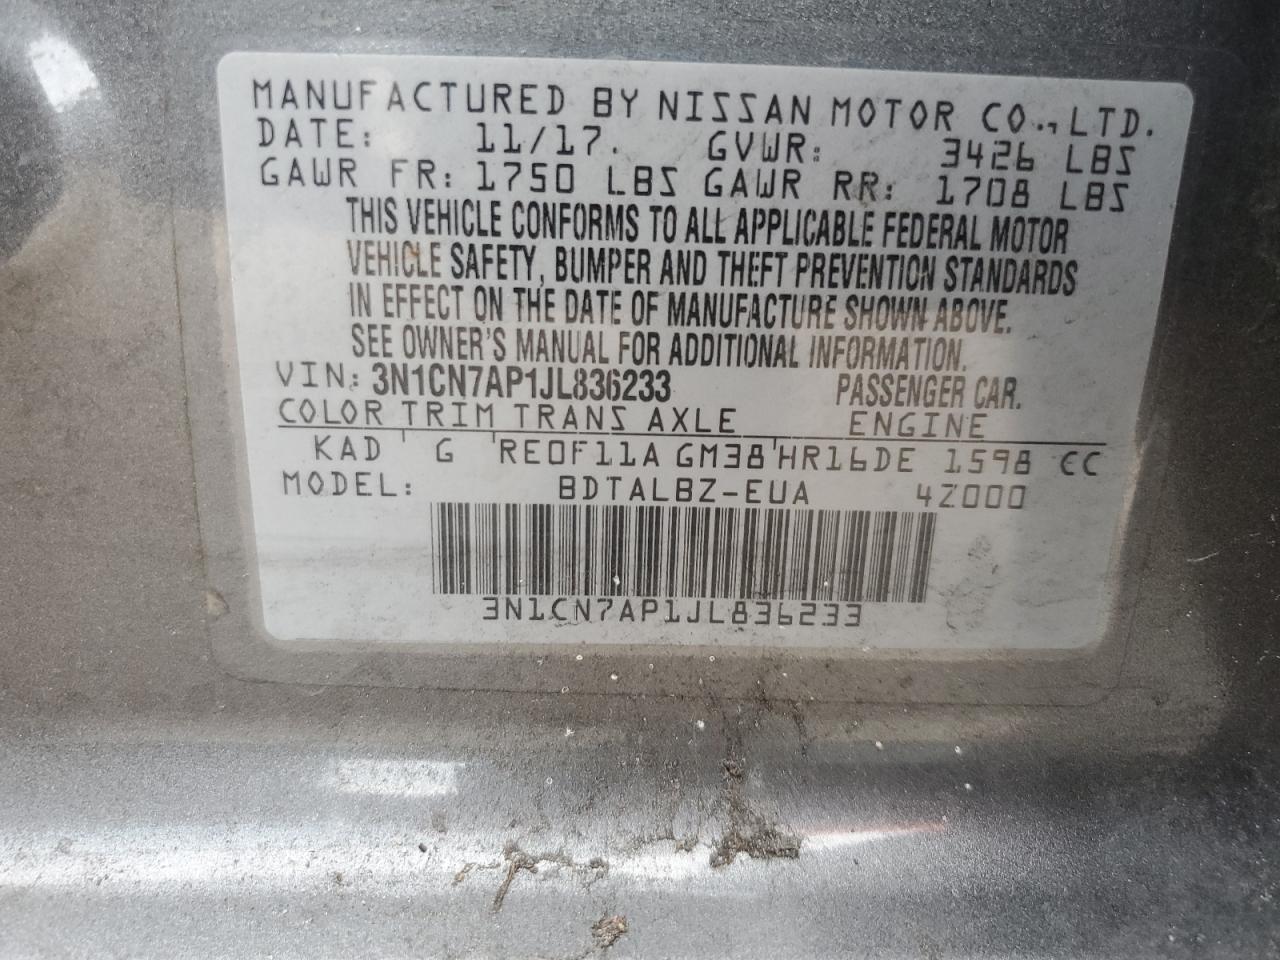 MANUFACTURED BY NISSAN MOTOR CO., LTD.
DATE: 11/17. GVWR: 3426 LBS
GAWR FR: 1750 LBS GAWR RR: 1708 LBS
THIS VEHICLE CONFORMS TO ALL APPLICABLE FEDERAL MOTOR
VEHICLE SAFETY, BUMPER AND THEFT PREVENTION STANDARDS
IN EFFECT ON THE DATE OF MANUFACTURE SHOWN ABOVE.
SEE OWNER'S MANUAL FOR ADDITIONAL INFORMATION.
VIN: 3N1CN7AP1JL836233 PASSENGER CAR.
COLOR TRIM TRANS AXLE ENGINE
KAD G RE0F11A GM38 HR16DE 1598 CC
MODEL: BDTALBZ-EUA 4Z000
3N1CN7AP1JL836233